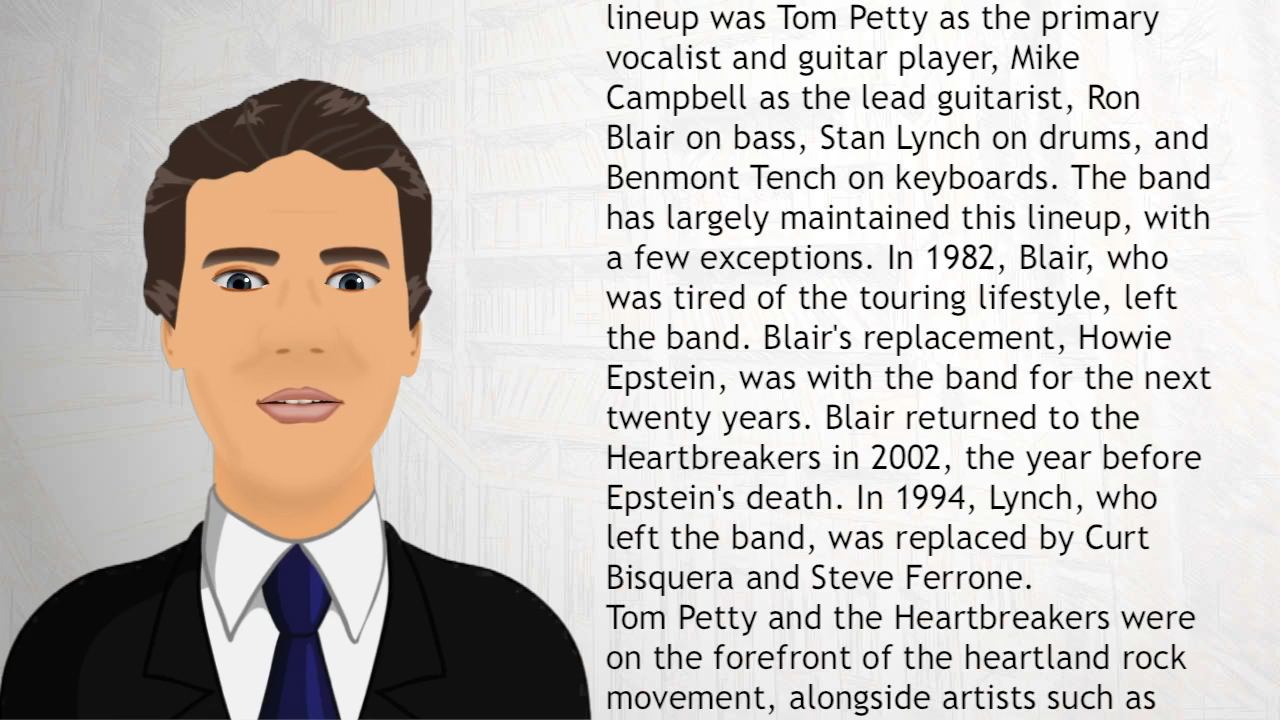 lineup was Tom Petty as the primary
vocalist and guitar player, Mike
Campbell as the lead guitarist, Ron
Blair on bass, Stan Lynch on drums, and
Benmont Tench on keyboards. The band
has largely maintained this lineup, with
a few exceptions. In 1982, Blair, who
was tired of the touring lifestyle, left
the band. Blair's replacement, Howie
Epstein, was with the band for the next
twenty years. Blair returned to the
Heartbreakers in 2002, the year before
Epstein's death. In 1994, Lynch, who
left the band, was replaced by Curt
Bisquera and Steve Ferrone.
Tom Petty and the Heartbreakers were
on the forefront of the heartland rock
movement, alongside artists such as